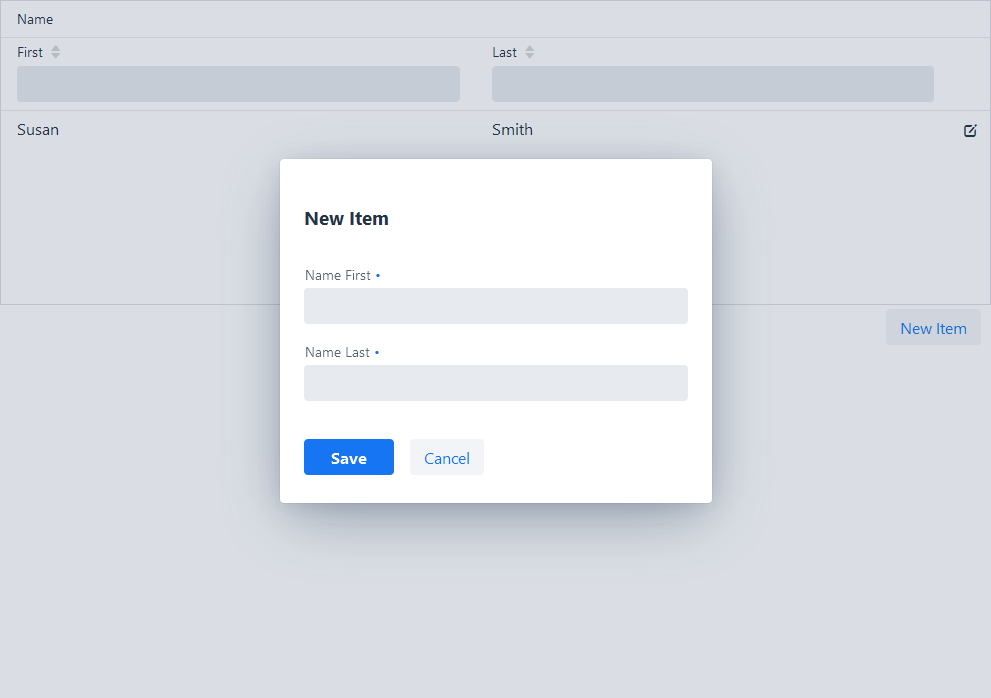 Name
First Last
Susan Smith
New Item
Name First •
Name Last •
Save Cancel
New Item